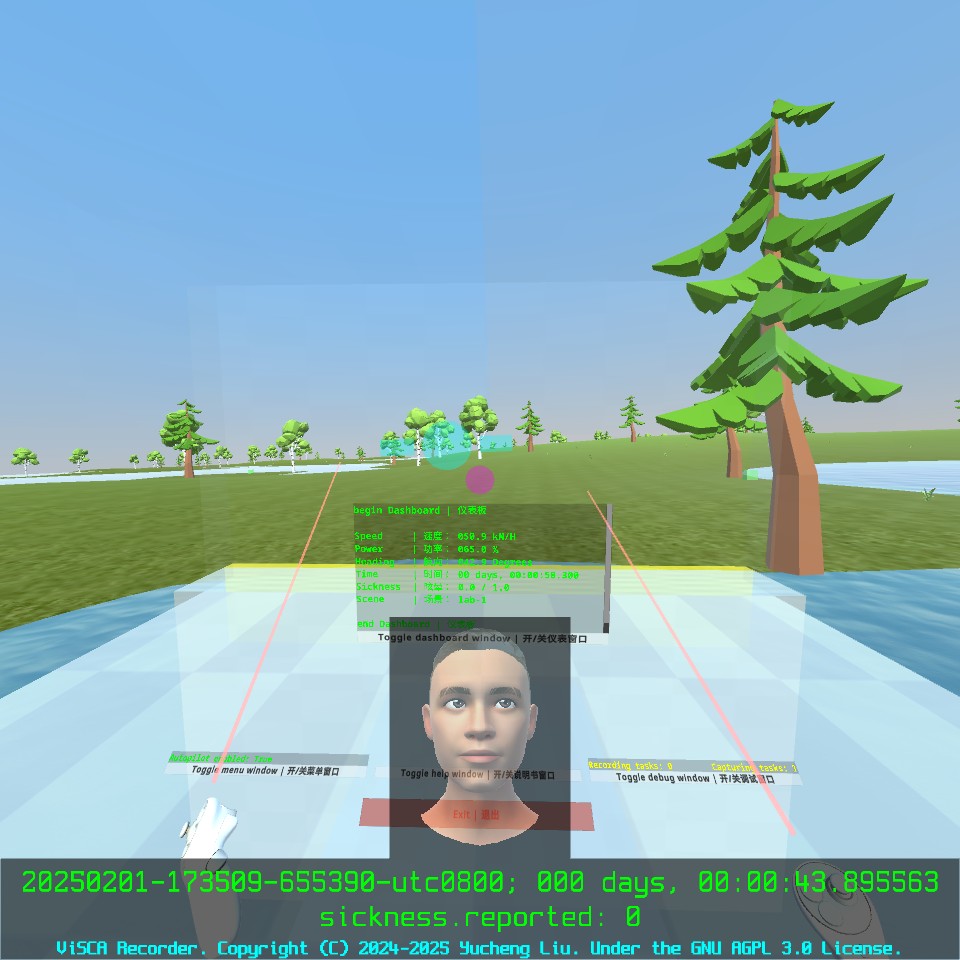 begin Dashboard | 仪表板
Speed | 速度: 050.9 kN/H
Power | 功率: 065.0 %
Heading
Time | 时间: 00 days, 00:00:50.300
Sickness | 眩晕: 0.0 / 1.0
Scene | 场景: lab-1
end Dashboard | 仪表板
Toggle dashboard window | 开/关仪表窗口
Autopilot enabled: True
Toggle menu window | 开/关菜单窗口
Toggle help window | 开/关说明书窗口
Recording tasks: 0 Capturing tasks: 1
Toggle debug window | 开/关调试窗口
Exit | 退出
20250201-173509-655390-utc0800; 000 days, 00:00:43.895563
sickness.reported: 0
ViSCA Recorder. Copyright (C) 2024-2025 Yucheng Liu. Under the GNU AGPL 3.0 License.